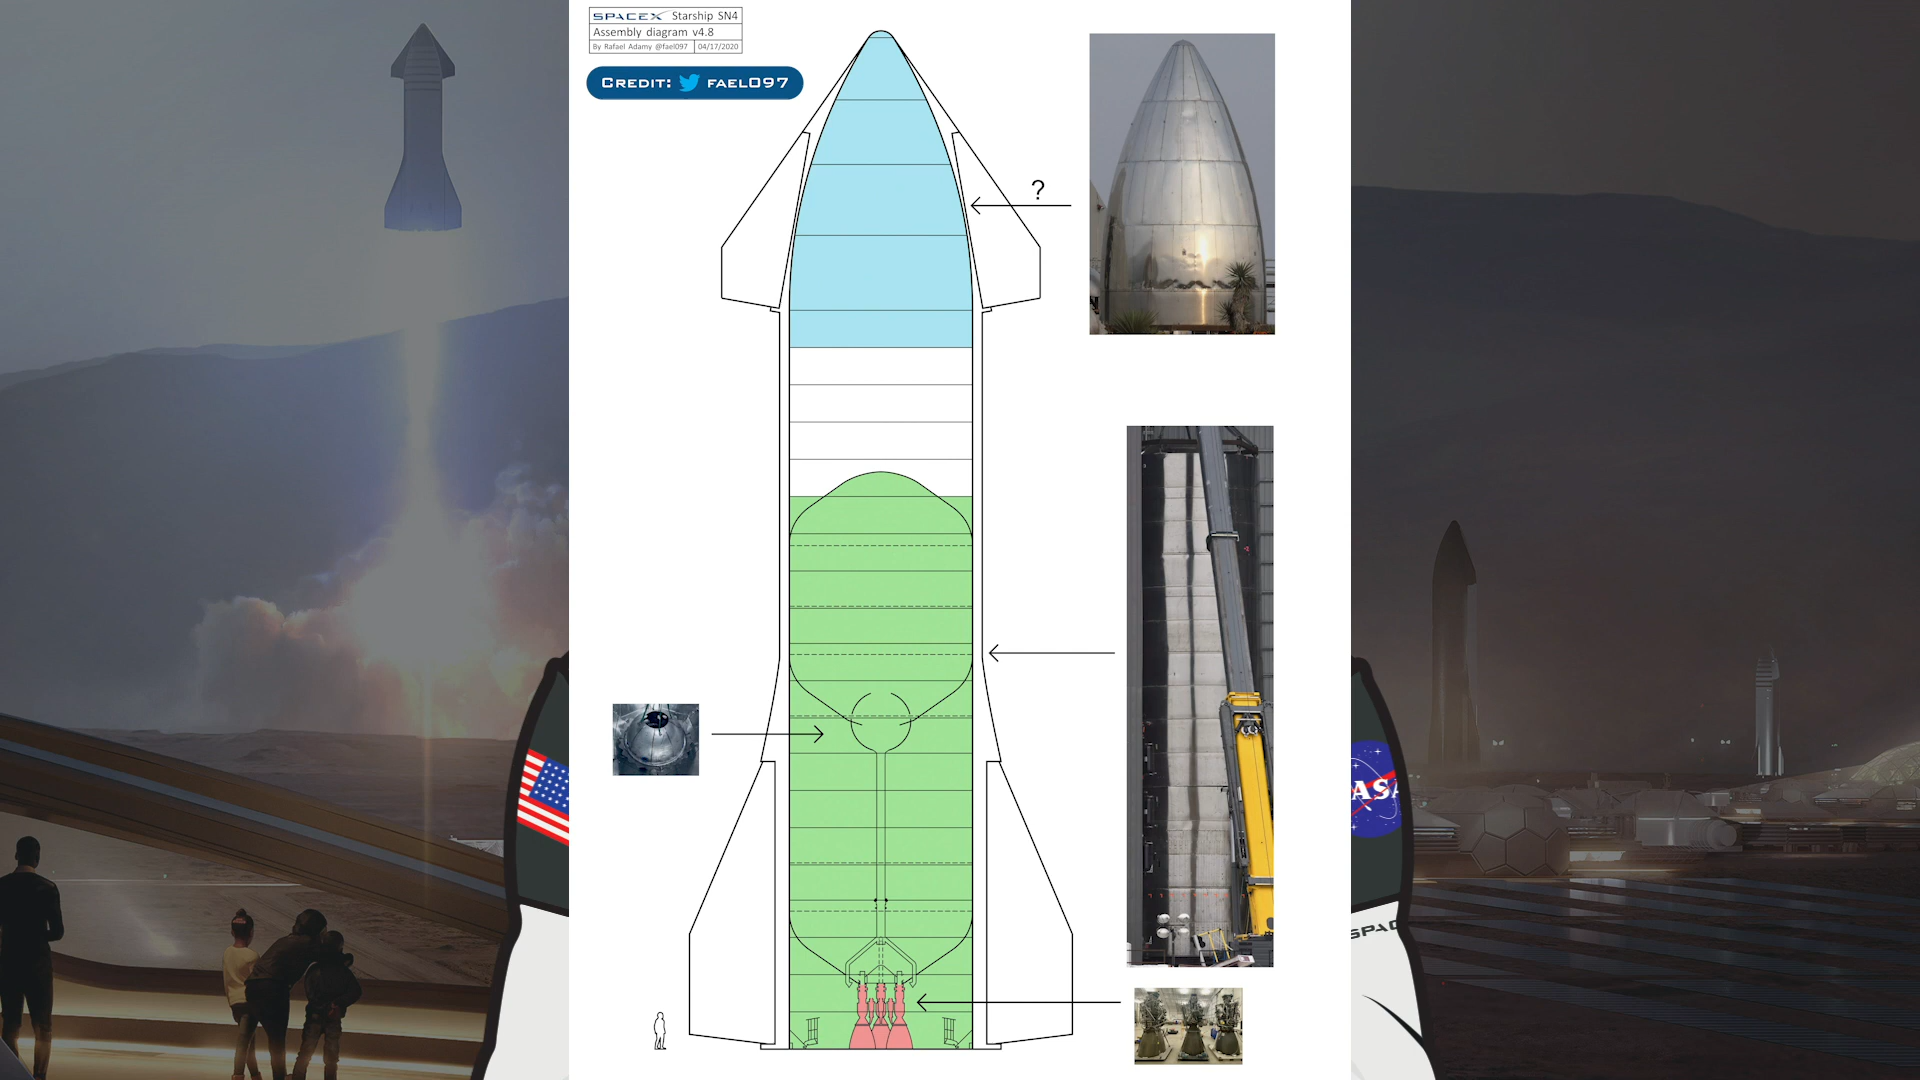 SPACEX Starship SN4
Assembly diagram v4.8
By Rafael Adamy @fael097 04/17/2020
CREDIT: FAEL097
?
ASA
SPAC